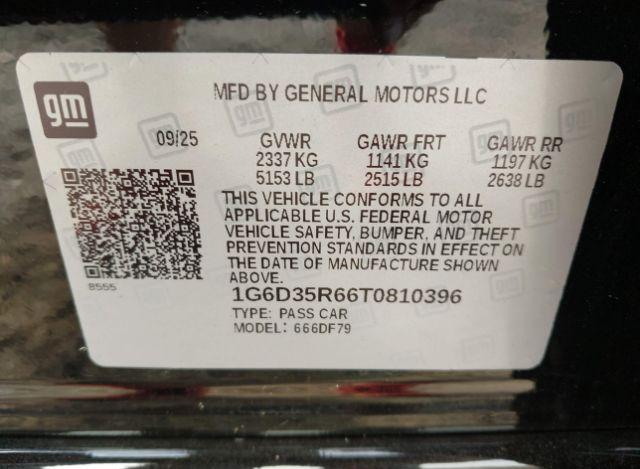 gm
MFD BY GENERAL MOTORS LLC
09/25 GVWR GAWR FRT GAWR RR
2337 KG 1141 KG 1197 KG
5153 LB 2515 LB 2638 LB
THIS VEHICLE CONFORMS TO ALL
APPLICABLE U.S. FEDERAL MOTOR
VEHICLE SAFETY, BUMPER, AND THEFT
PREVENTION STANDARDS IN EFFECT ON
THE DATE OF MANUFACTURE SHOWN
ABOVE.
8555
1G6D35R66T0810396
TYPE: PASS CAR
MODEL: 666DF79